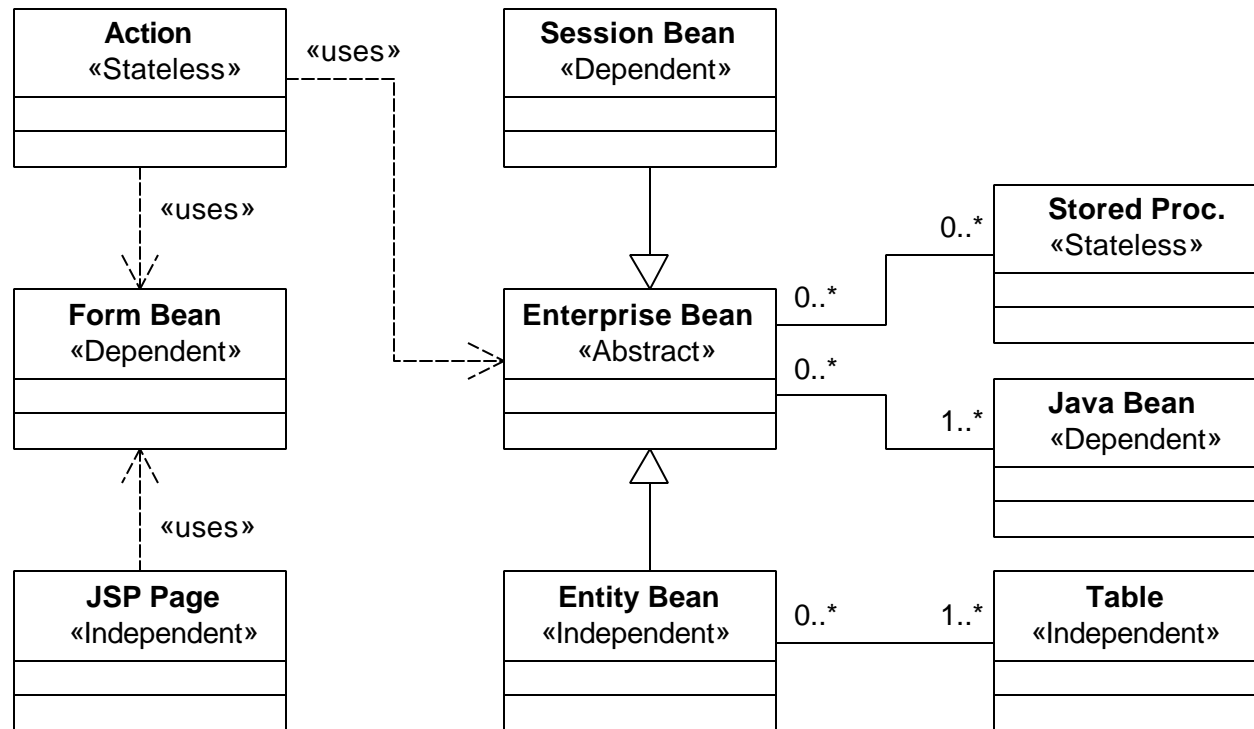 Action
«Stateless»
«uses»
Session Bean
«Dependent»
«uses»
Stored Proc.
«Stateless»
0..*
0..*
Form Bean
«Dependent»
Enterprise Bean
«Abstract»
0..*
Java Bean
«Dependent»
1..*
«uses»
JSP Page
«Independent»
Entity Bean
«Independent»
0..*
1..*
Table
«Independent»